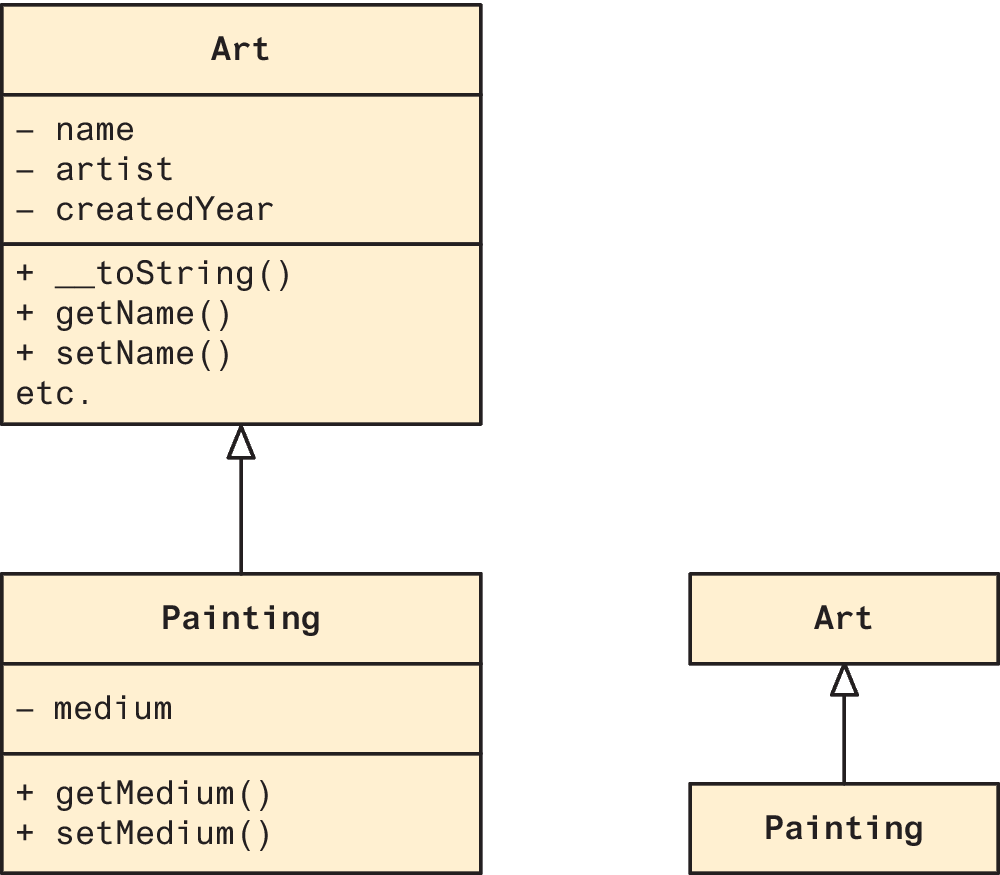 Art
– name
– artist
– createdYear
+ __toString()
+ getName()
+ setName()
etc.
Painting
– medium
+ getMedium()
+ setMedium()
Art
Painting